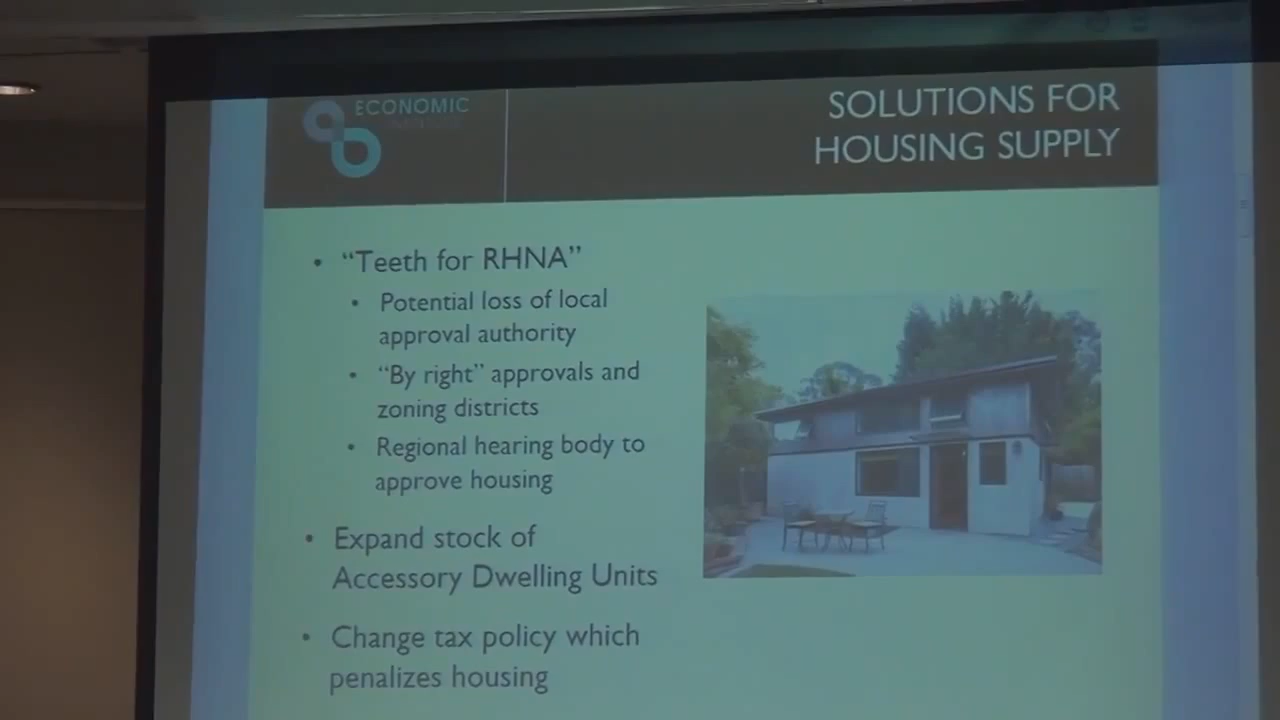 ECONOMIC
SOLUTIONS FOR
HOUSING SUPPLY
• “Teeth for RHNA”
• Potential loss of local
approval authority
• “By right” approvals and
zoning districts
• Regional hearing body to
approve housing
• Expand stock of
Accessory Dwelling Units
• Change tax policy which
penalizes housing